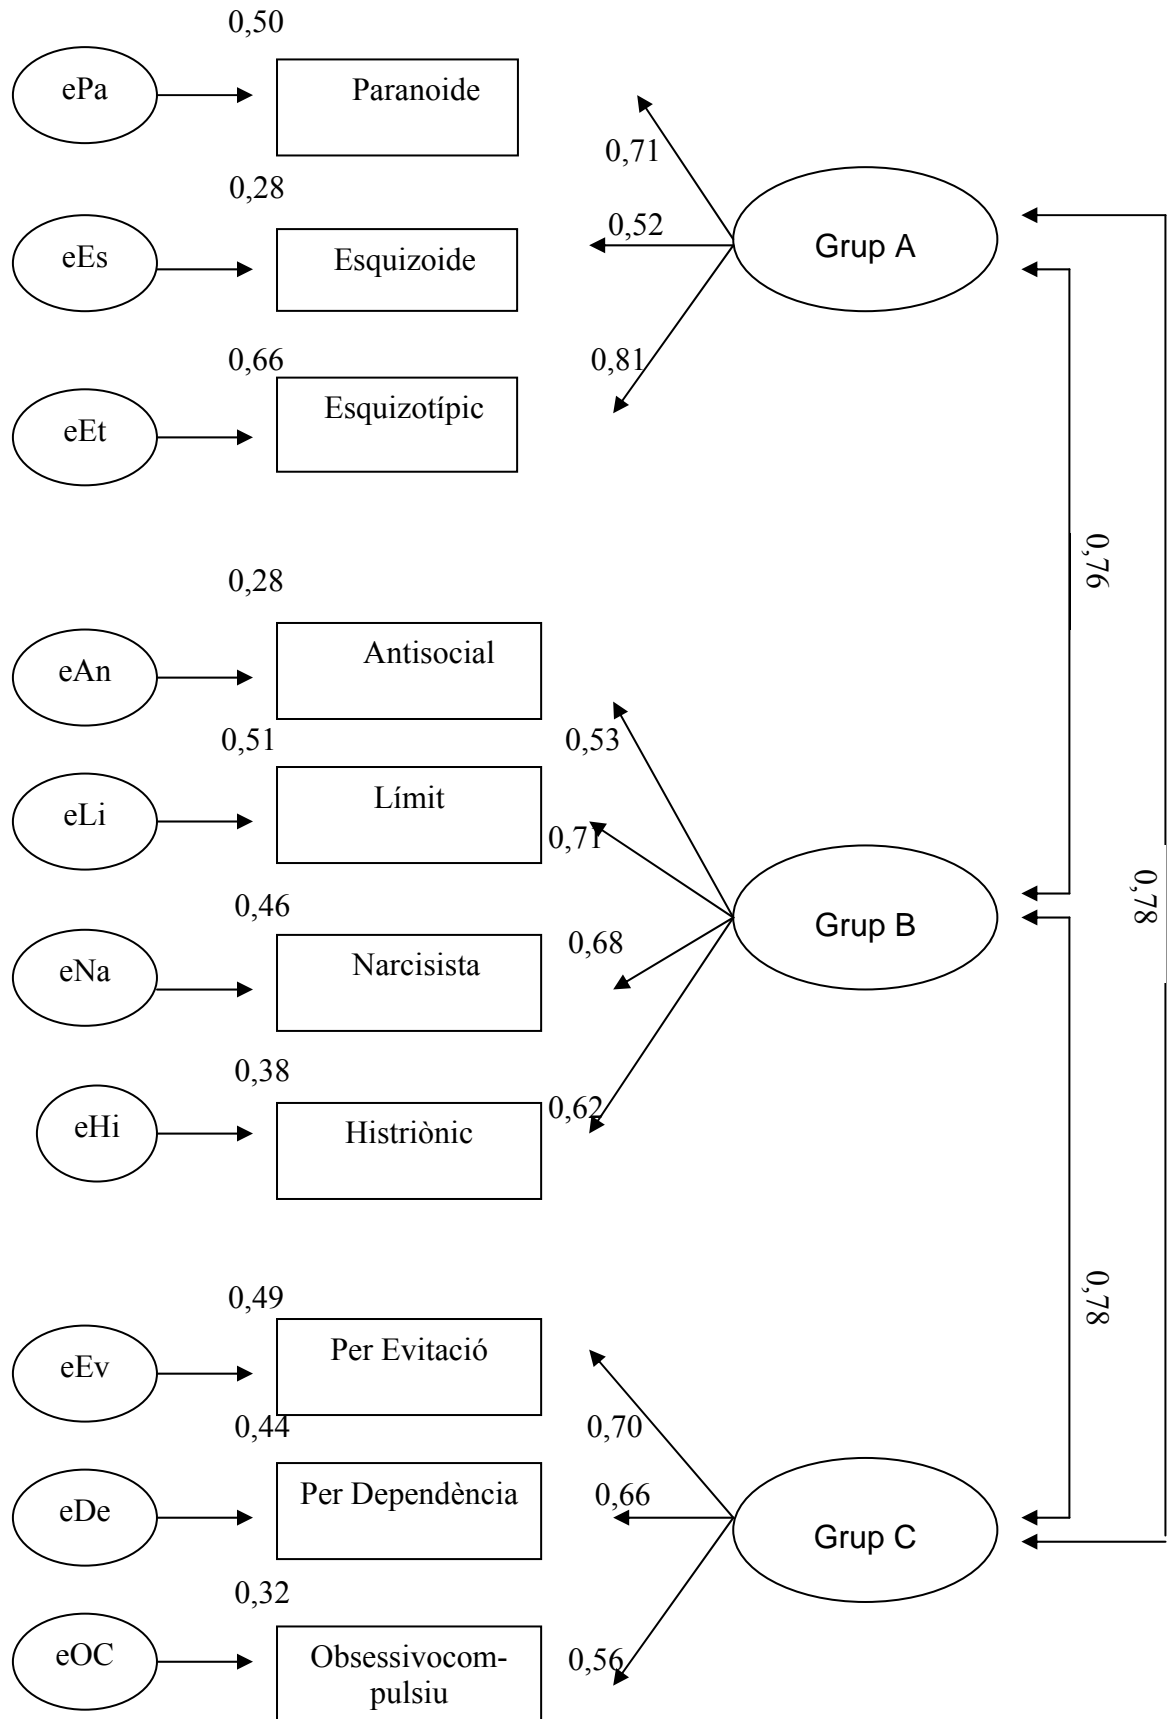 0,50
ePa
Paranoide
0,71
0,28
eEs
Esquizoide
0,52
Grup A
0,66
eEt
Esquizotípic
0,81
0,76
0,28
eAn
Antisocial
0,51
0,53
eLi
Límit
0,71
0,78
0,46
eNa
Narcisista
0,68
Grup B
0,38
eHi
Histriònic
0,62
0,78
0,49
eEv
Per Evitació
0,44
0,70
eDe
Per Dependència
0,66
Grup C
0,32
eOC
Obsessivocom-
pulsiu
0,56